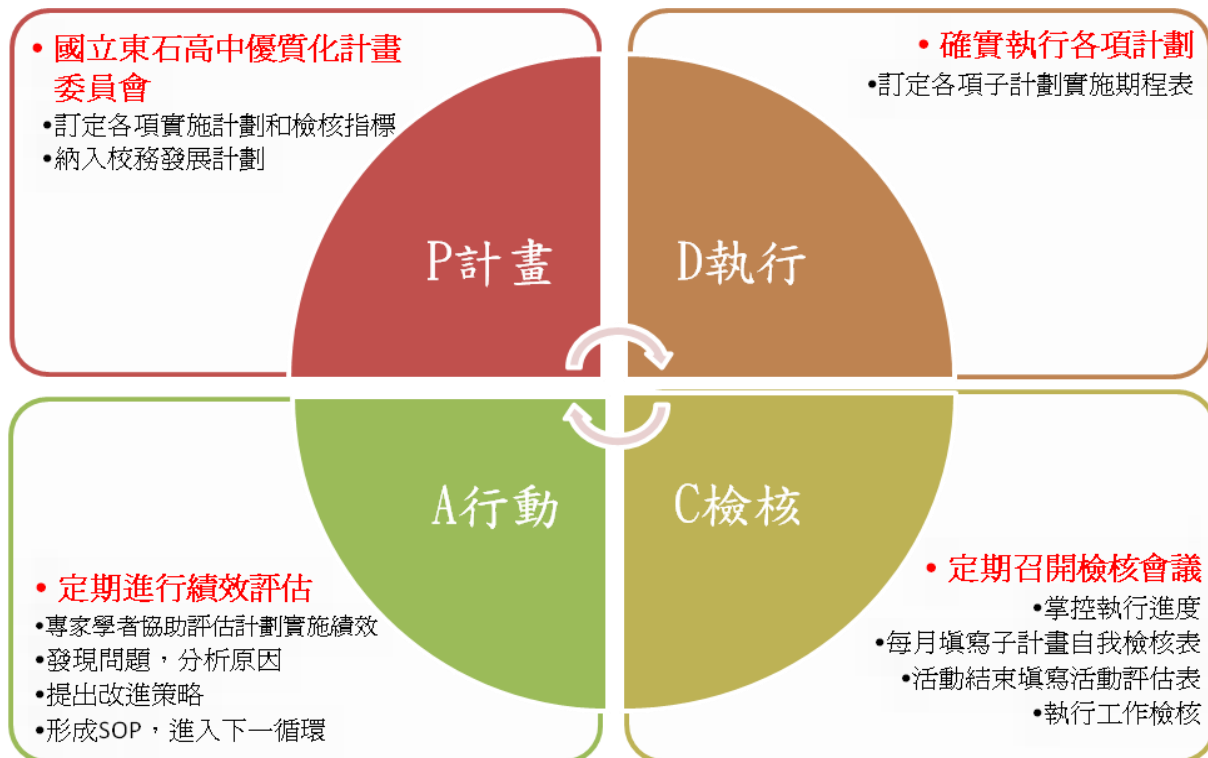 • 國立東石高中優質化計畫
委員會
•訂定各項實施計劃和檢核指標
•納入校務發展計劃
• 確實執行各項計劃
•訂定各項子計劃實施期程表
P計畫
D執行
A行動
C檢核
• 定期進行績效評估
•專家學者協助評估計劃實施績效
•發現問題，分析原因
•提出改進策略
•形成SOP，進入下一循環
• 定期召開檢核會議
•掌控執行進度
•每月填寫子計畫自我檢核表
•活動結束填寫活動評估表
•執行工作檢核